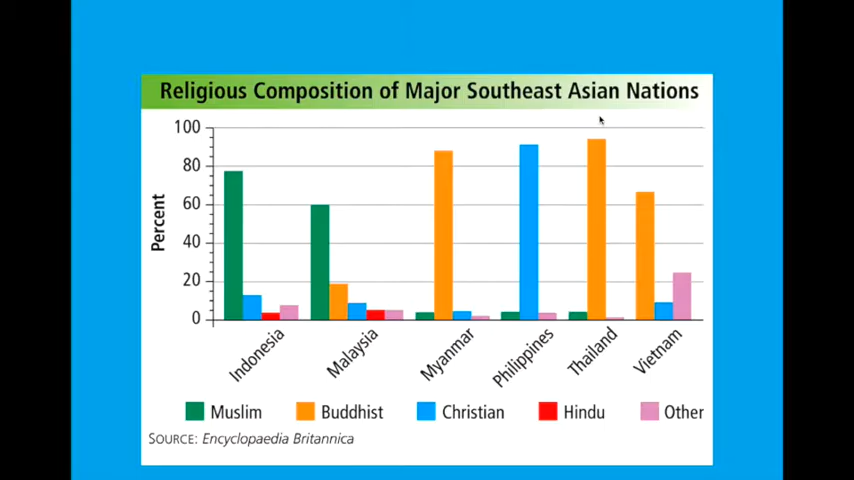 Religious Composition of Major Southeast Asian Nations
100
80
60
40
20
0
Percent
Indonesia
Malaysia
Myanmar
Philippines
Thailand
Vietnam
Muslim
Buddhist
Christian
Hindu
Other
SOURCE: Encyclopaedia Britannica